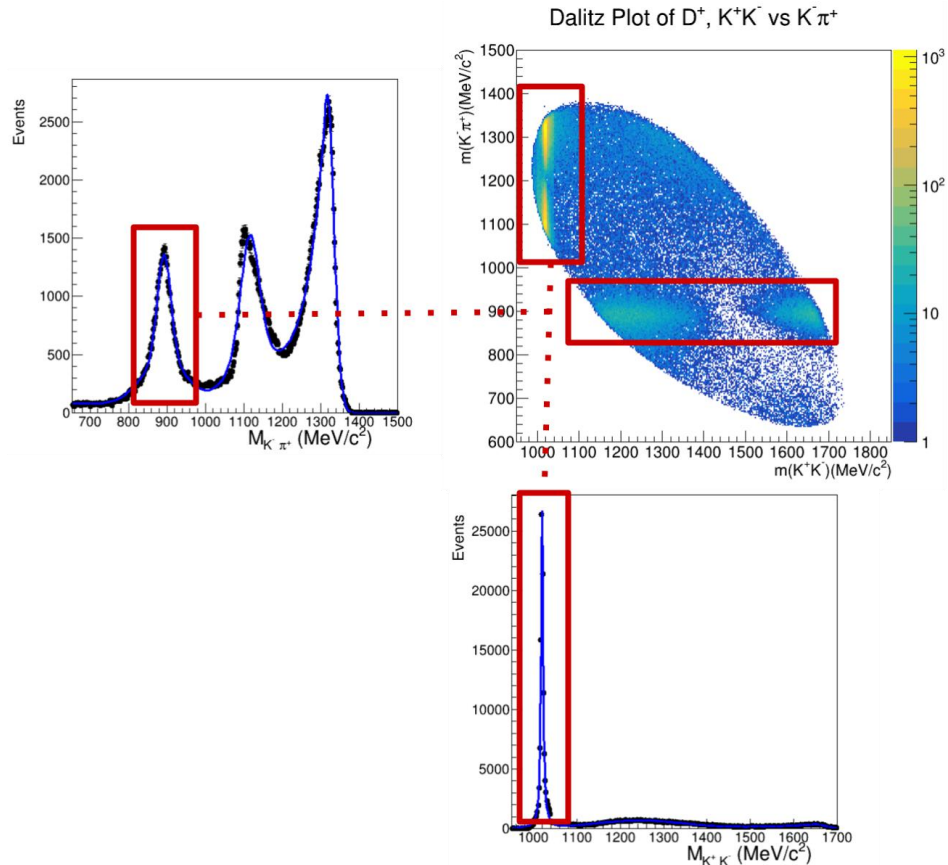 Dalitz Plot of D⁺, K⁺K⁻ vs K⁻π⁺
Events
2500
2000
1500
1000
500
0
700 800 900 1000 1100 1200 1300 1400 1500
M_{K⁻π⁺} (MeV/c²)
m(K⁻π⁺)(MeV/c²)
1500
1400
1300
1200
1100
1000
900
800
700
600
1000 1100 1200 1300 1400 1500 1600 1700 1800
m(K⁺K⁻)(MeV/c²)
10³
10²
10
1
Events
25000
20000
15000
10000
5000
0
1000 1100 1200 1300 1400 1500 1600 1700
M_{K⁺K⁻} (MeV/c²)